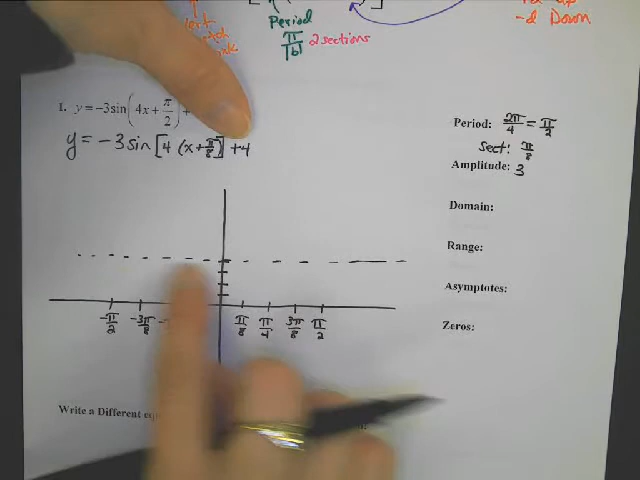 -d Down
Period
π/|b| 2 sections
1. y = -3sin(4x + π/2) +
y = -3 sin [4 (x + π/8)] + 4
Period: 2π/4 = π/2
Sect: π/8
Amplitude: 3
Domain:
Range:
Asymptotes:
Zeros:
-π/2 -3π/8 π/8 π/4 3π/8 π/2
Write a Different